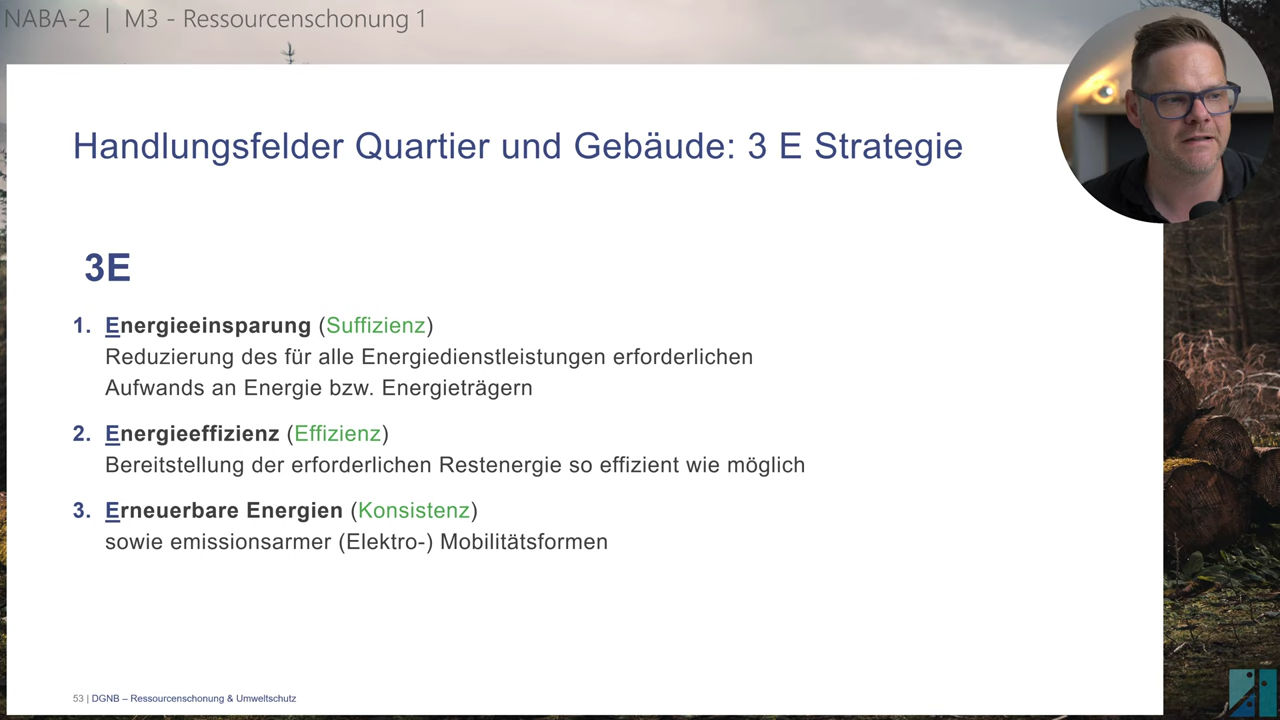 NABA-2 | M3 - Ressourcenschonung 1
Handlungsfelder Quartier und Gebäude: 3 E Strategie
3E
1. Energieeinsparung (Suffizienz)
Reduzierung des für alle Energiedienstleistungen erforderlichen
Aufwands an Energie bzw. Energieträgern
2. Energieeffizienz (Effizienz)
Bereitstellung der erforderlichen Restenergie so effizient wie möglich
3. Erneuerbare Energien (Konsistenz)
sowie emissionsarmer (Elektro-) Mobilitätsformen
53 | DGNB – Ressourcenschonung & Umweltschutz